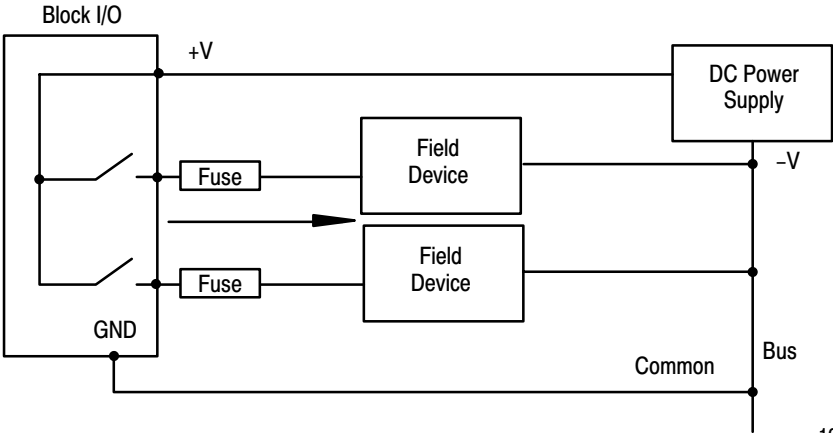 Block I/O
+V
DC Power
Supply
Field
Device
Fuse
–V
Field
Device
Fuse
GND
Common
Bus